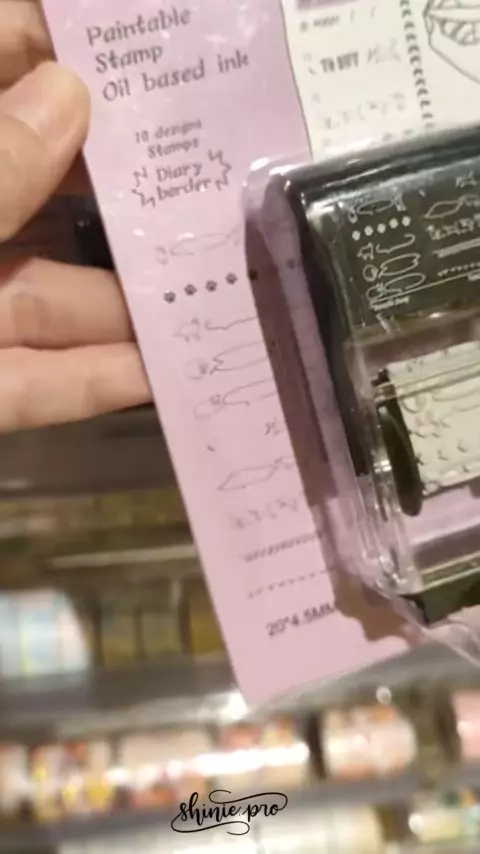 Paintable
Stamp
Oil based ink
10 designs
Stamps
Diary
border
TO BUY
20*4.5MM
shinie.pro